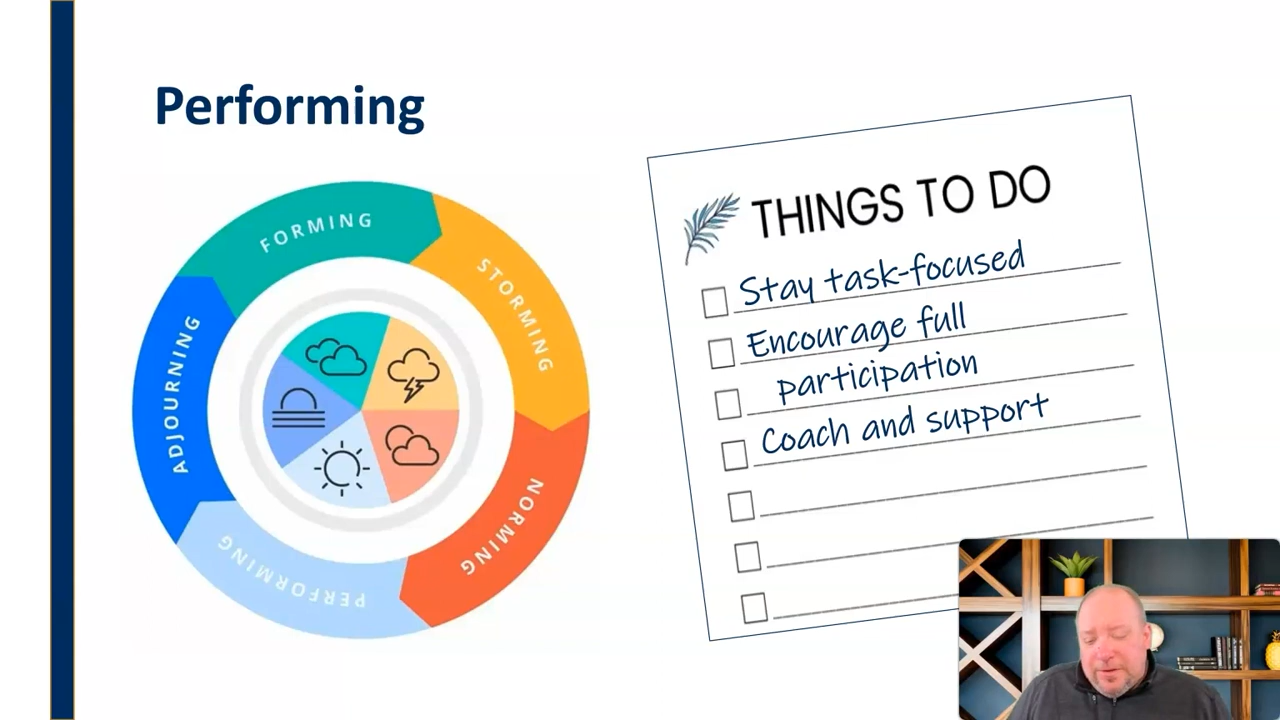 Performing
FORMING
STORMING
NORMING
PERFORMING
ADJOURNING
THINGS TO DO
Stay task-focused
Encourage full
participation
Coach and support